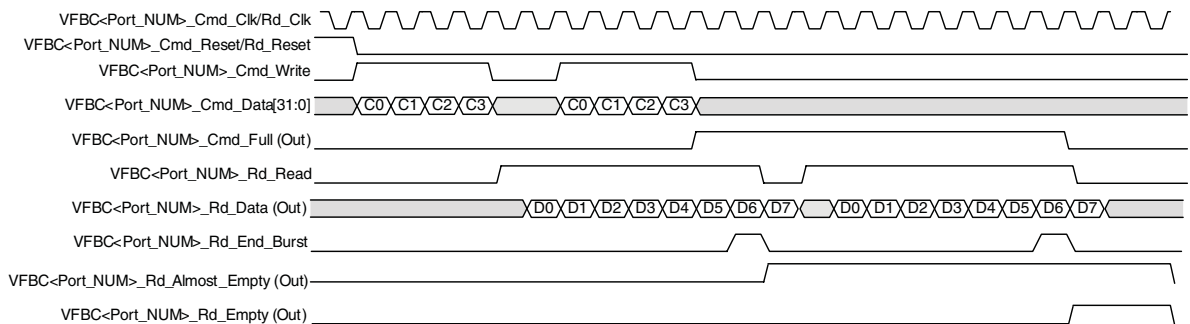 VFBC<Port_NUM>_Cmd_Clk/Rd_Clk
VFBC<Port_NUM>_Cmd_Reset/Rd_Reset
VFBC<Port_NUM>_Cmd_Write
VFBC<Port_NUM>_Cmd_Data[31:0] C0 C1 C2 C3 C0 C1 C2 C3
VFBC<Port_NUM>_Cmd_Full (Out)
VFBC<Port_NUM>_Rd_Read
VFBC<Port_NUM>_Rd_Data (Out) D0 D1 D2 D3 D4 D5 D6 D7 D0 D1 D2 D3 D4 D5 D6 D7
VFBC<Port_NUM>_Rd_End_Burst
VFBC<Port_NUM>_Rd_Almost_Empty (Out)
VFBC<Port_NUM>_Rd_Empty (Out)